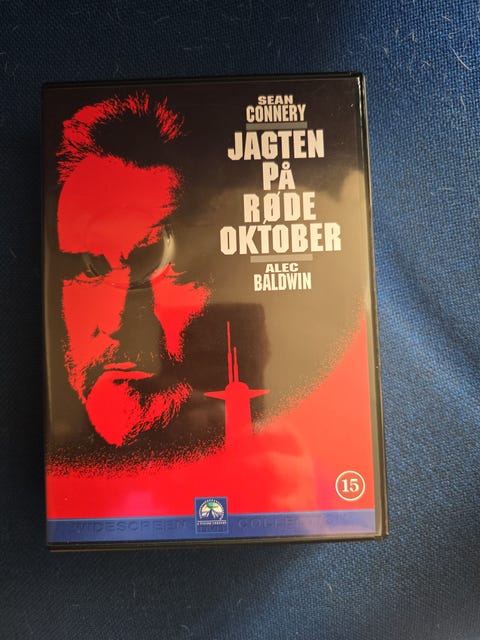 SEAN
CONNERY
JAGTEN
PÅ
RØDE
OKTOBER
ALEC
BALDWIN
15
WIDESCREEN COLLECTION